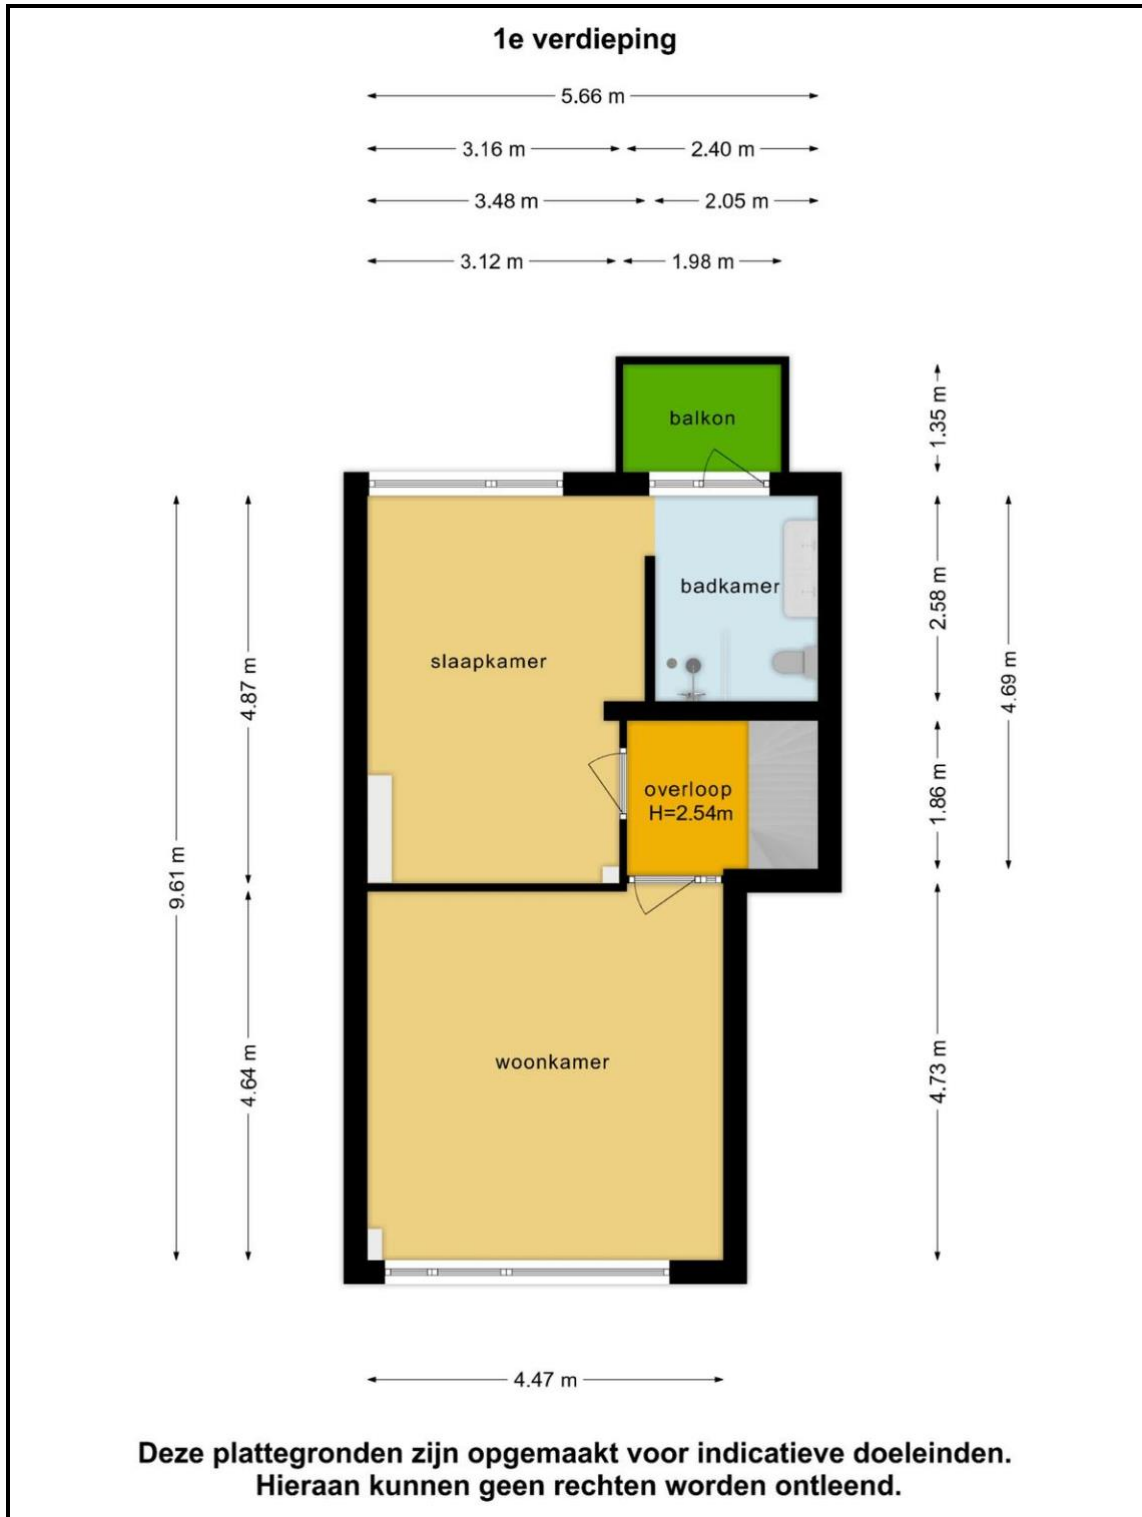 1e verdieping
5.66 m
3.16 m
2.40 m
3.48 m
2.05 m
3.12 m
1.98 m
balkon
1.35 m
badkamer
2.58 m
slaapkamer
4.87 m
4.69 m
overloop
H=2.54m
1.86 m
9.61 m
woonkamer
4.64 m
4.73 m
4.47 m
Deze plattegronden zijn opgemaakt voor indicatieve doeleinden.
Hieraan kunnen geen rechten worden ontleend.